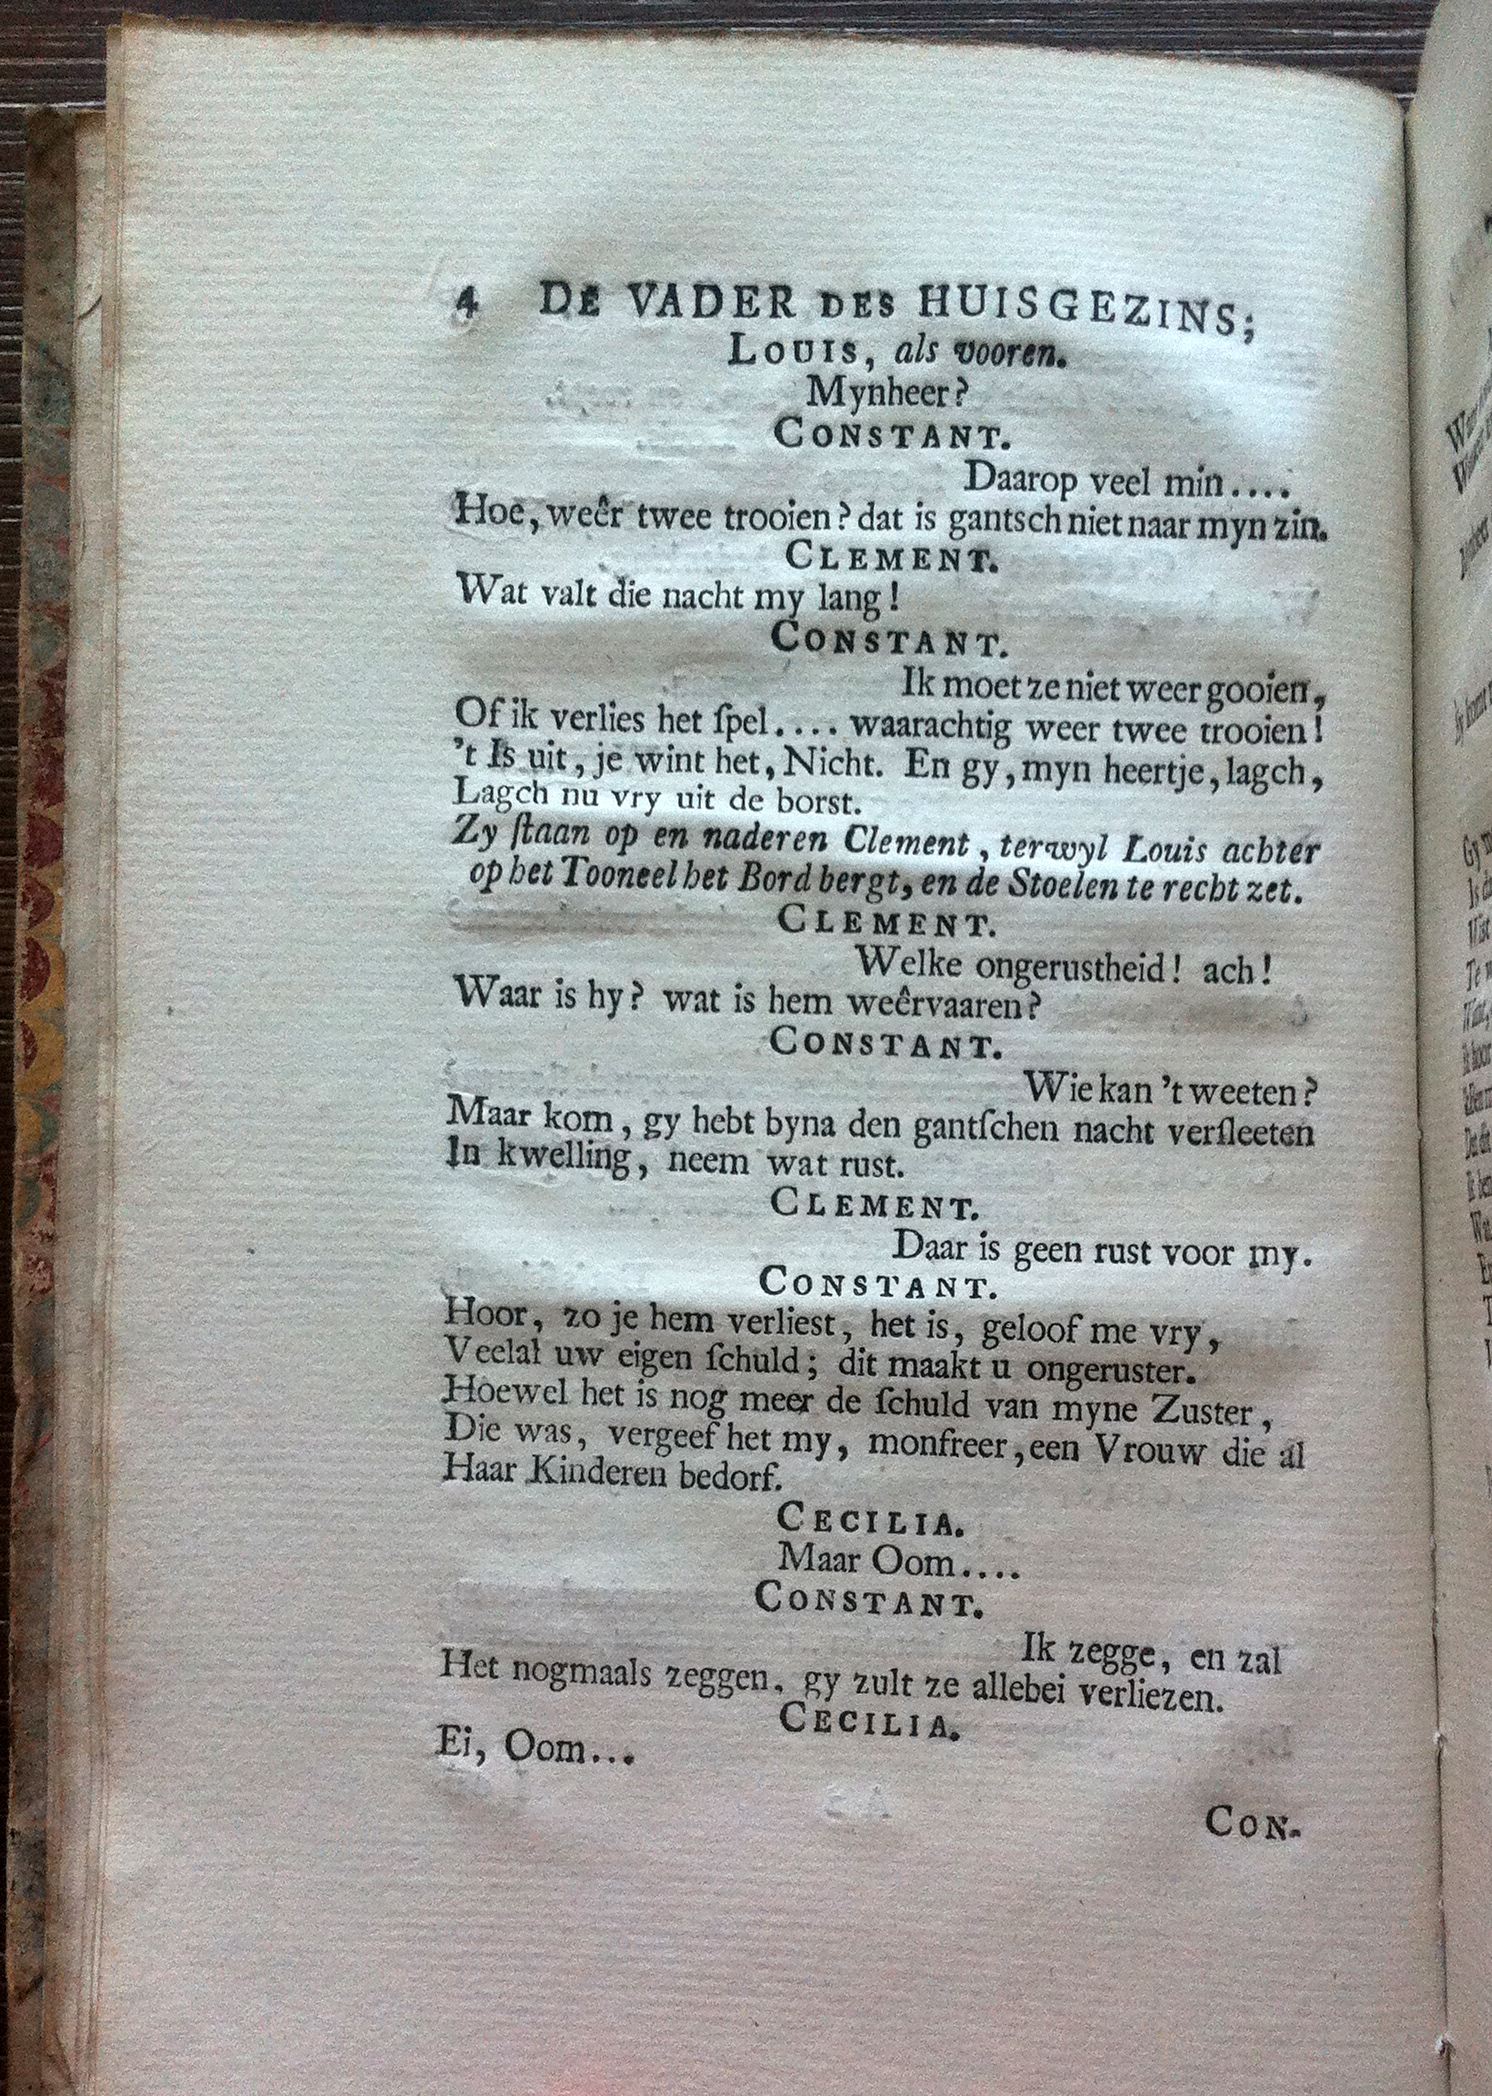 4 DE VADER DES HUISGEZINS;
LOUIS, als vooren.
Mynheer?
CONSTANT.
Daarop veel min....
Hoe, weêr twee trooien? dat is gantsch niet naar myn zin.
CLEMENT.
Wat valt die nacht my lang!
CONSTANT.
Ik moet ze niet weer gooien,
Of ik verlies het ſpel.... waarachtig weer twee trooien!
't Is uit, je wint het, Nicht. En gy, myn heertje, lagch,
Lagch nu vry uit de borst.
Zy ſtaan op en naderen Clement, terwyl Louis achter
op het Tooneel het Bord bergt, en de Stoelen te recht zet.
CLEMENT.
Welke ongerustheid! ach!
Waar is hy? wat is hem weêrvaaren?
CONSTANT.
Wie kan 't weeten?
Maar kom, gy hebt byna den gantſchen nacht verſleeten
In kwelling, neem wat rust.
CLEMENT.
Daar is geen rust voor my.
CONSTANT.
Hoor, zo je hem verliest, het is, geloof me vry,
Veelal uw eigen ſchuld; dit maakt u ongeruster.
Hoewel het is nog meer de ſchuld van myne Zuster,
Die was, vergeef het my, monfreer, een Vrouw die al
Haar Kinderen bedorf.
CECILIA.
Maar Oom....
CONSTANT.
Ik zegge, en zal
Het nogmaals zeggen, gy zult ze allebei verliezen.
CECILIA.
Ei, Oom...
CON-